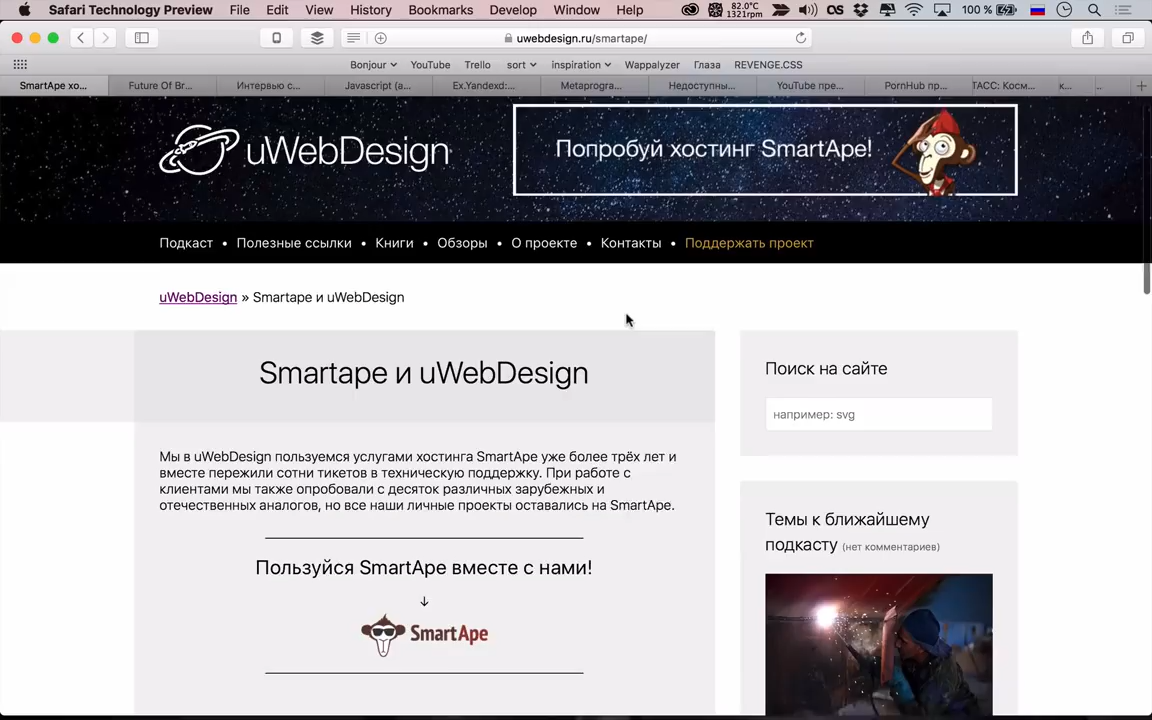 Safari Technology Preview File Edit View History Bookmarks Develop Window Help 82.0°C 1321rpm 100 %
uwebdesign.ru/smartape/
Bonjour YouTube Trello sort inspiration Wappalyzer Глаза REVENGE.CSS
SmartApe хо... Future Of Br... Интервью с... Javascript (а... Ex.Yandexd:... Metaprogra... Недоступны... YouTube пре... PornHub пр... ТАСС: Косм... к... ..
uWebDesign
Попробуй хостинг SmartApe!
Подкаст • Полезные ссылки • Книги • Обзоры • О проекте • Контакты • Поддержать проект
uWebDesign » Smartape и uWebDesign
Smartape и uWebDesign
Мы в uWebDesign пользуемся услугами хостинга SmartApe уже более трёх лет и
вместе пережили сотни тикетов в техническую поддержку. При работе с
клиентами мы также опробовали с десяток различных зарубежных и
отечественных аналогов, но все наши личные проекты оставались на SmartApe.
Пользуйся SmartApe вместе с нами!
↓
SmartApe
Поиск на сайте
например: svg
Темы к ближайшему
подкасту (нет комментариев)